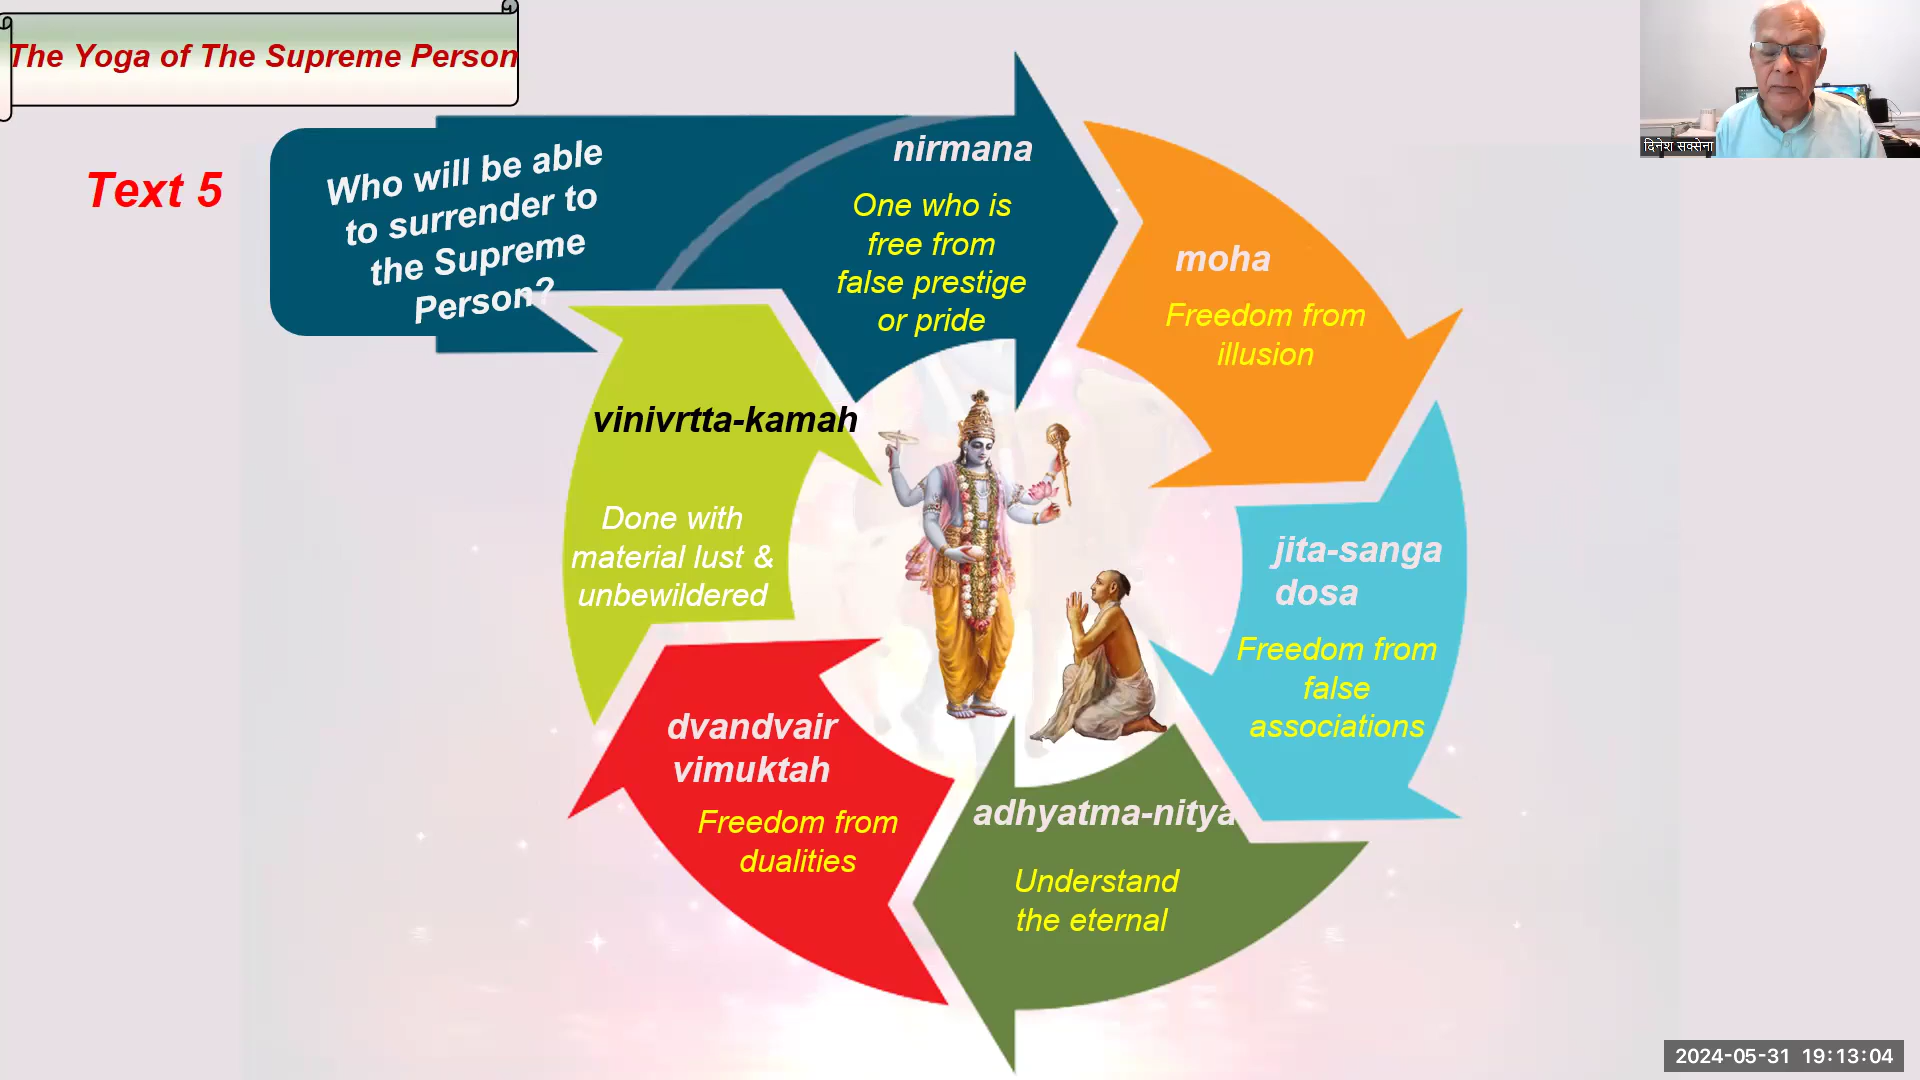 The Yoga of The Supreme Person
Text 5
Who will be able
to surrender to
the Supreme
Person?
nirmana
One who is
free from
false prestige
or pride
moha
Freedom from
illusion
jita-sanga
dosa
Freedom from
false
associations
adhyatma-nitya
Understand
the eternal
dvandvair
vimuktah
Freedom from
dualities
vinivrtta-kamah
Done with
material lust &
unbewildered
दिनेश सक्सेना
2024-05-31 19:13:04